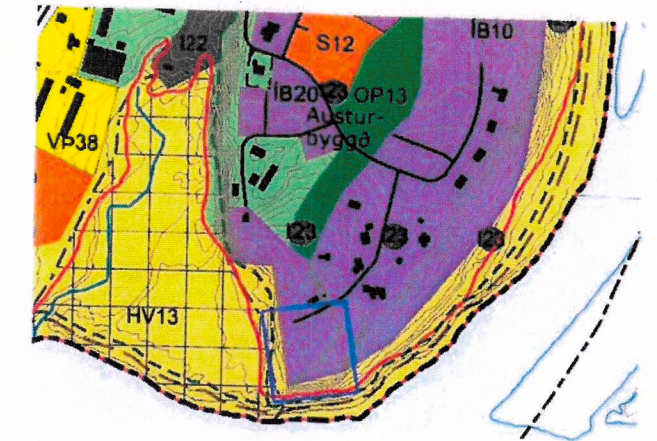 I22
S12
ÍB10
ÍB20
I23
OP13
Austur-
byggð
VP38
I23
I23
I23
HV13